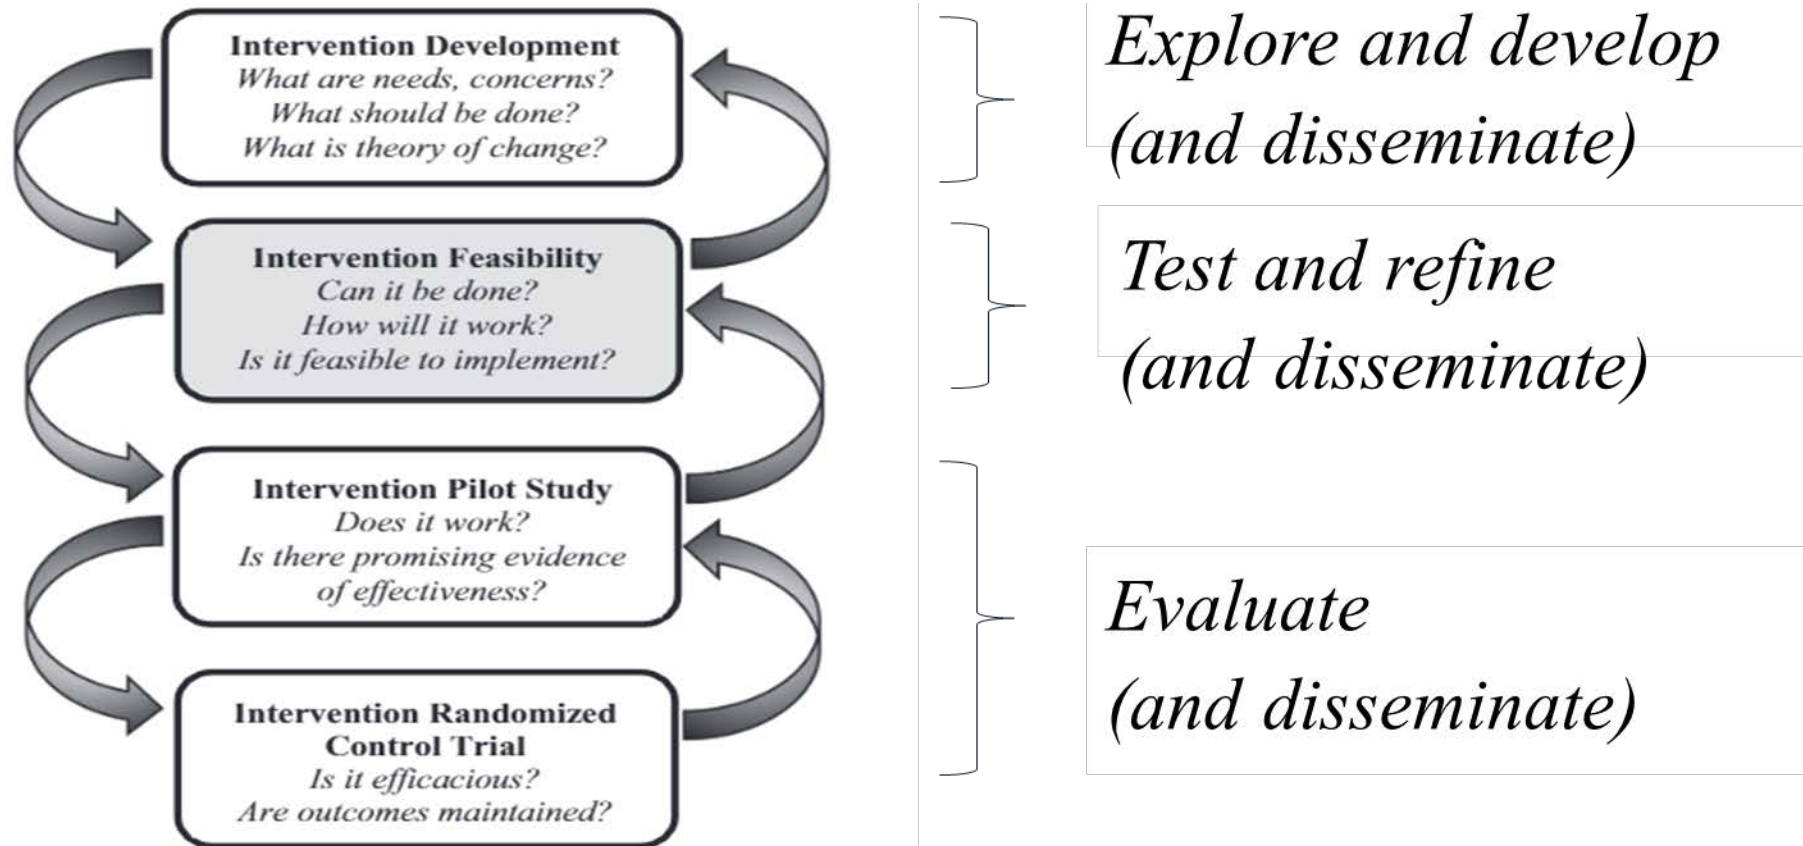 Intervention Development
What are needs, concerns?
What should be done?
What is theory of change?
Intervention Feasibility
Can it be done?
How will it work?
Is it feasible to implement?
Intervention Pilot Study
Does it work?
Is there promising evidence
of effectiveness?
Intervention Randomized
Control Trial
Is it efficacious?
Are outcomes maintained?
Explore and develop
(and disseminate)
Test and refine
(and disseminate)
Evaluate
(and disseminate)